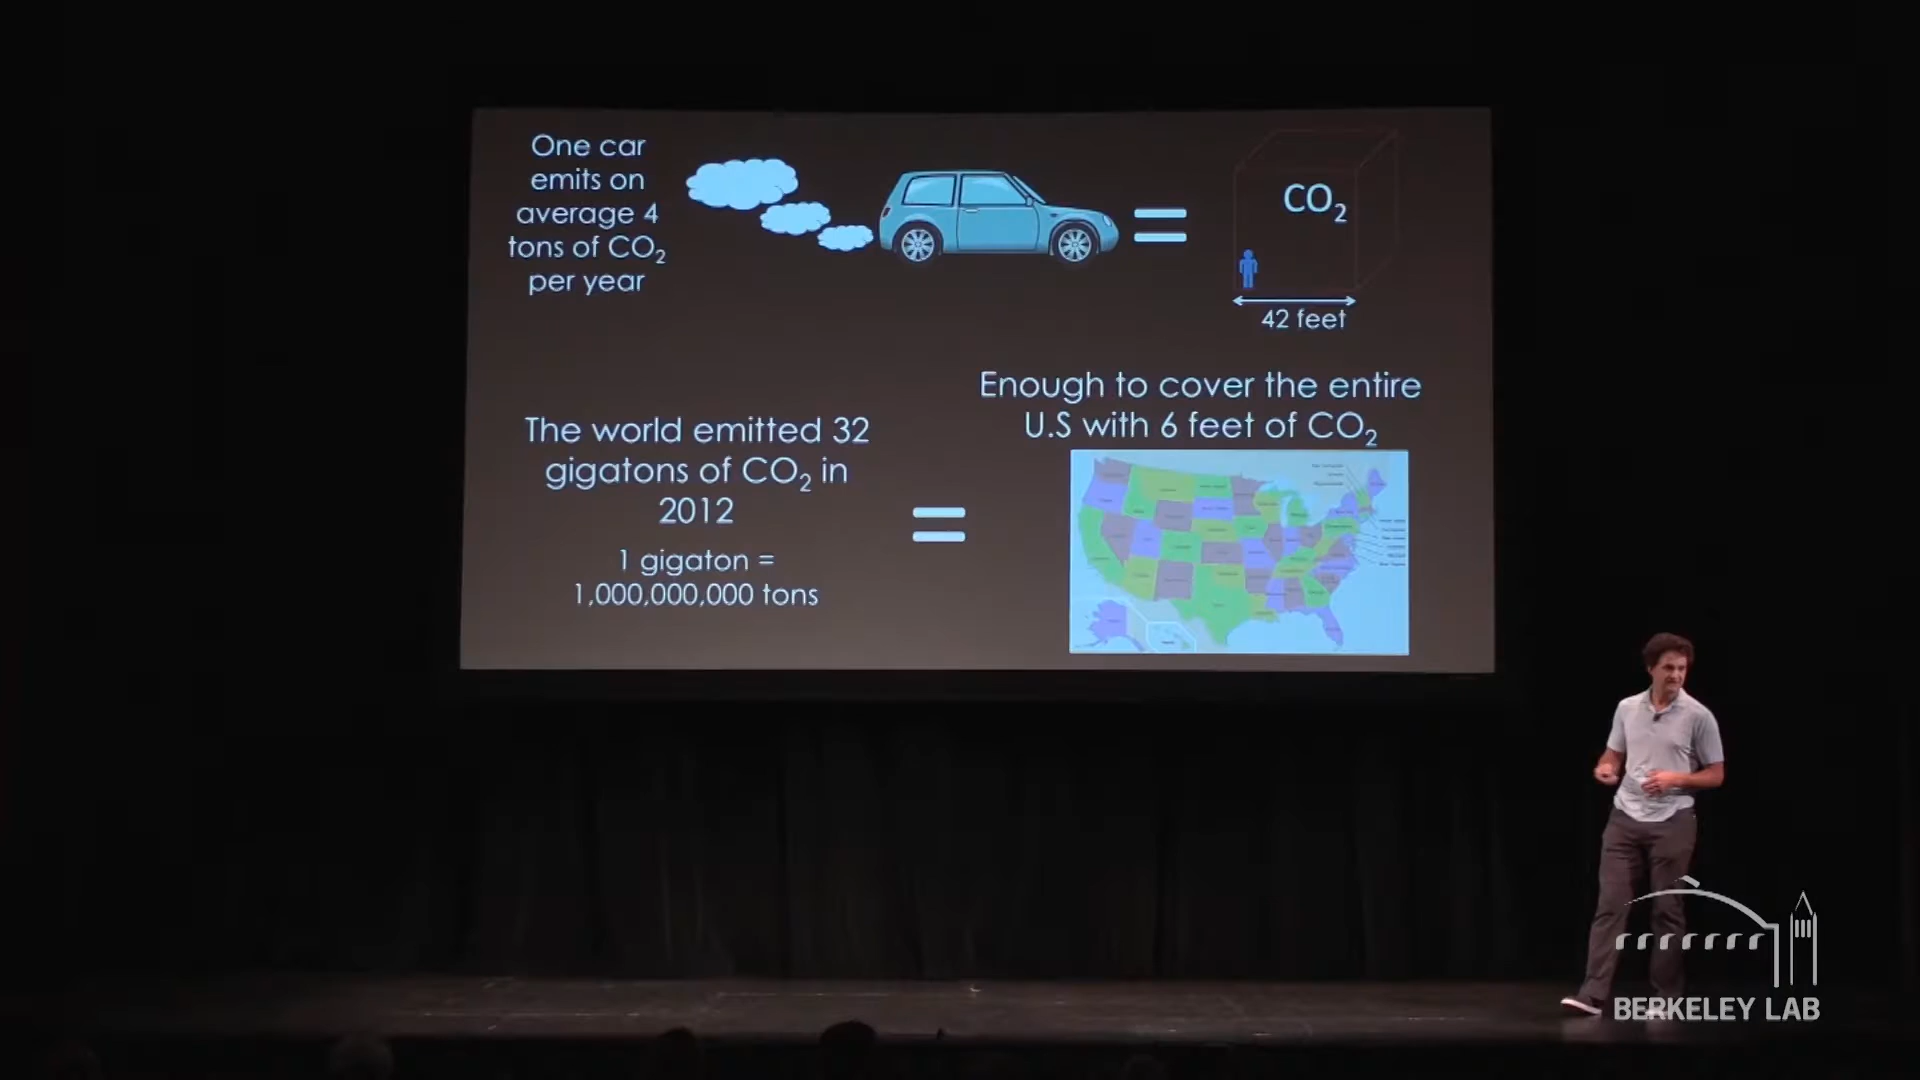 One car
emits on
average 4
tons of CO₂
per year
CO₂
42 feet
The world emitted 32
gigatons of CO₂ in
2012
1 gigaton =
1,000,000,000 tons
Enough to cover the entire
U.S with 6 feet of CO₂
BERKELEY LAB